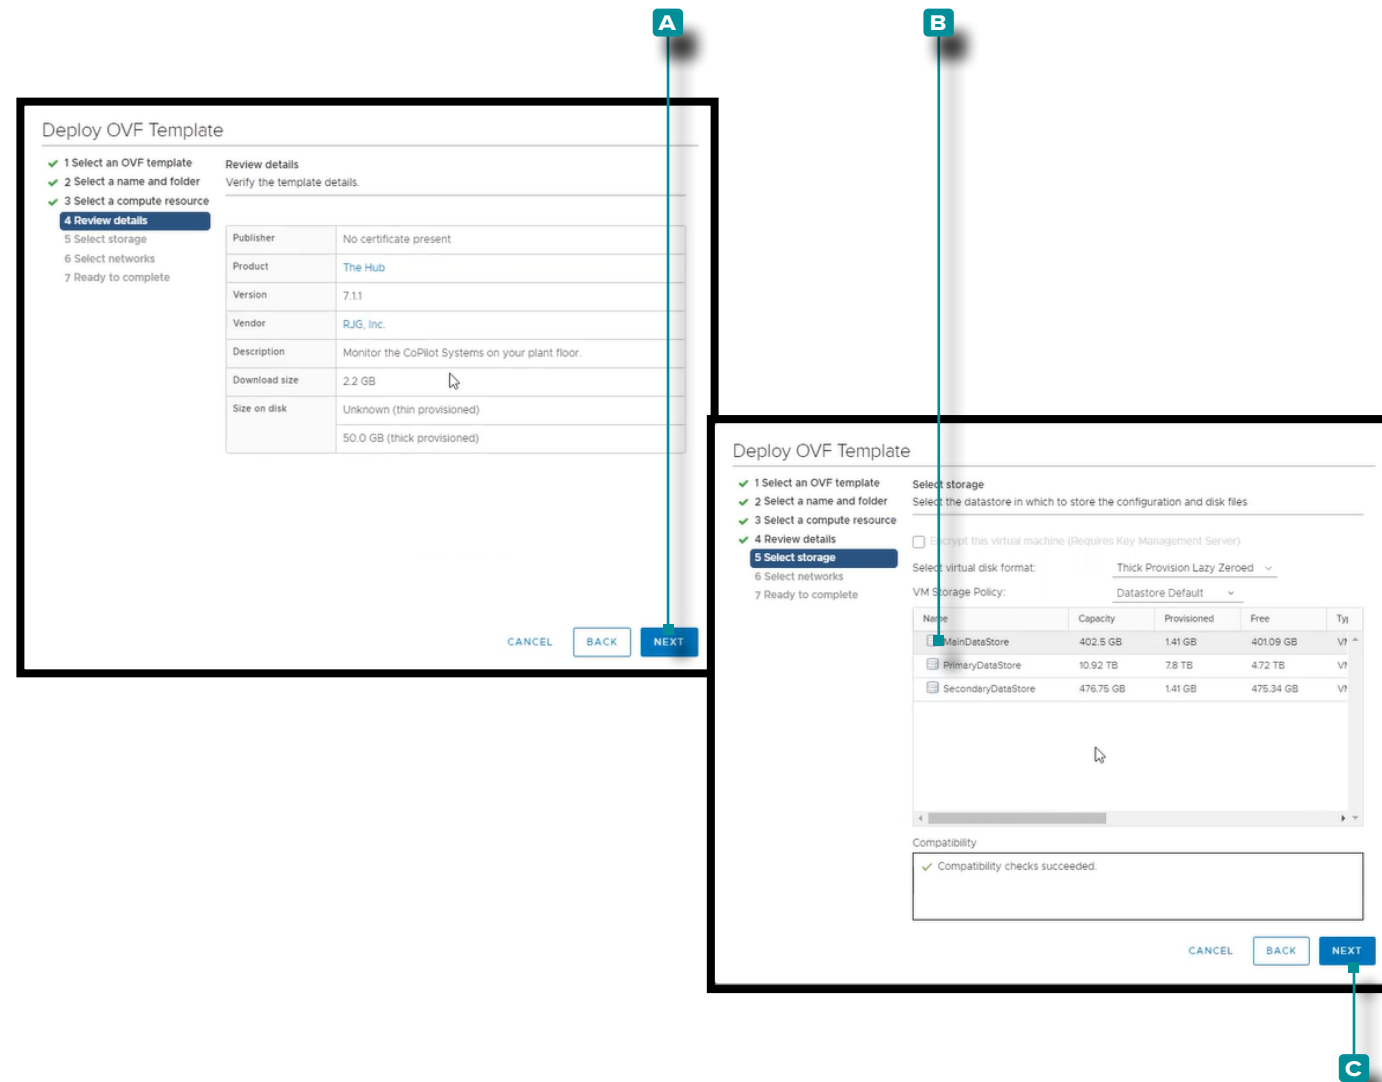 A
B
Deploy OVF Template
1 Select an OVF template
2 Select a name and folder
3 Select a compute resource
4 Review details
5 Select storage
6 Select networks
7 Ready to complete
Review details
Verify the template details.
Publisher No certificate present
Product The Hub
Version 7.1.1
Vendor RJG, Inc.
Description Monitor the CoPilot Systems on your plant floor.
Download size 2.2 GB
Size on disk Unknown (thin provisioned)
50.0 GB (thick provisioned)
CANCEL BACK NEXT
Deploy OVF Template
1 Select an OVF template
2 Select a name and folder
3 Select a compute resource
4 Review details
5 Select storage
6 Select networks
7 Ready to complete
Select storage
Select the datastore in which to store the configuration and disk files
Encrypt this virtual machine (Requires Key Management Server)
Select virtual disk format: Thick Provision Lazy Zeroed
VM Storage Policy: Datastore Default
Name Capacity Provisioned Free
MainDataStore 402.5 GB 1.41 GB 401.09 GB
PrimaryDataStore 10.92 TB 7.8 TB 4.72 TB
SecondaryDataStore 476.75 GB 1.41 GB 475.34 GB
Compatibility
Compatibility checks succeeded.
CANCEL BACK NEXT
C